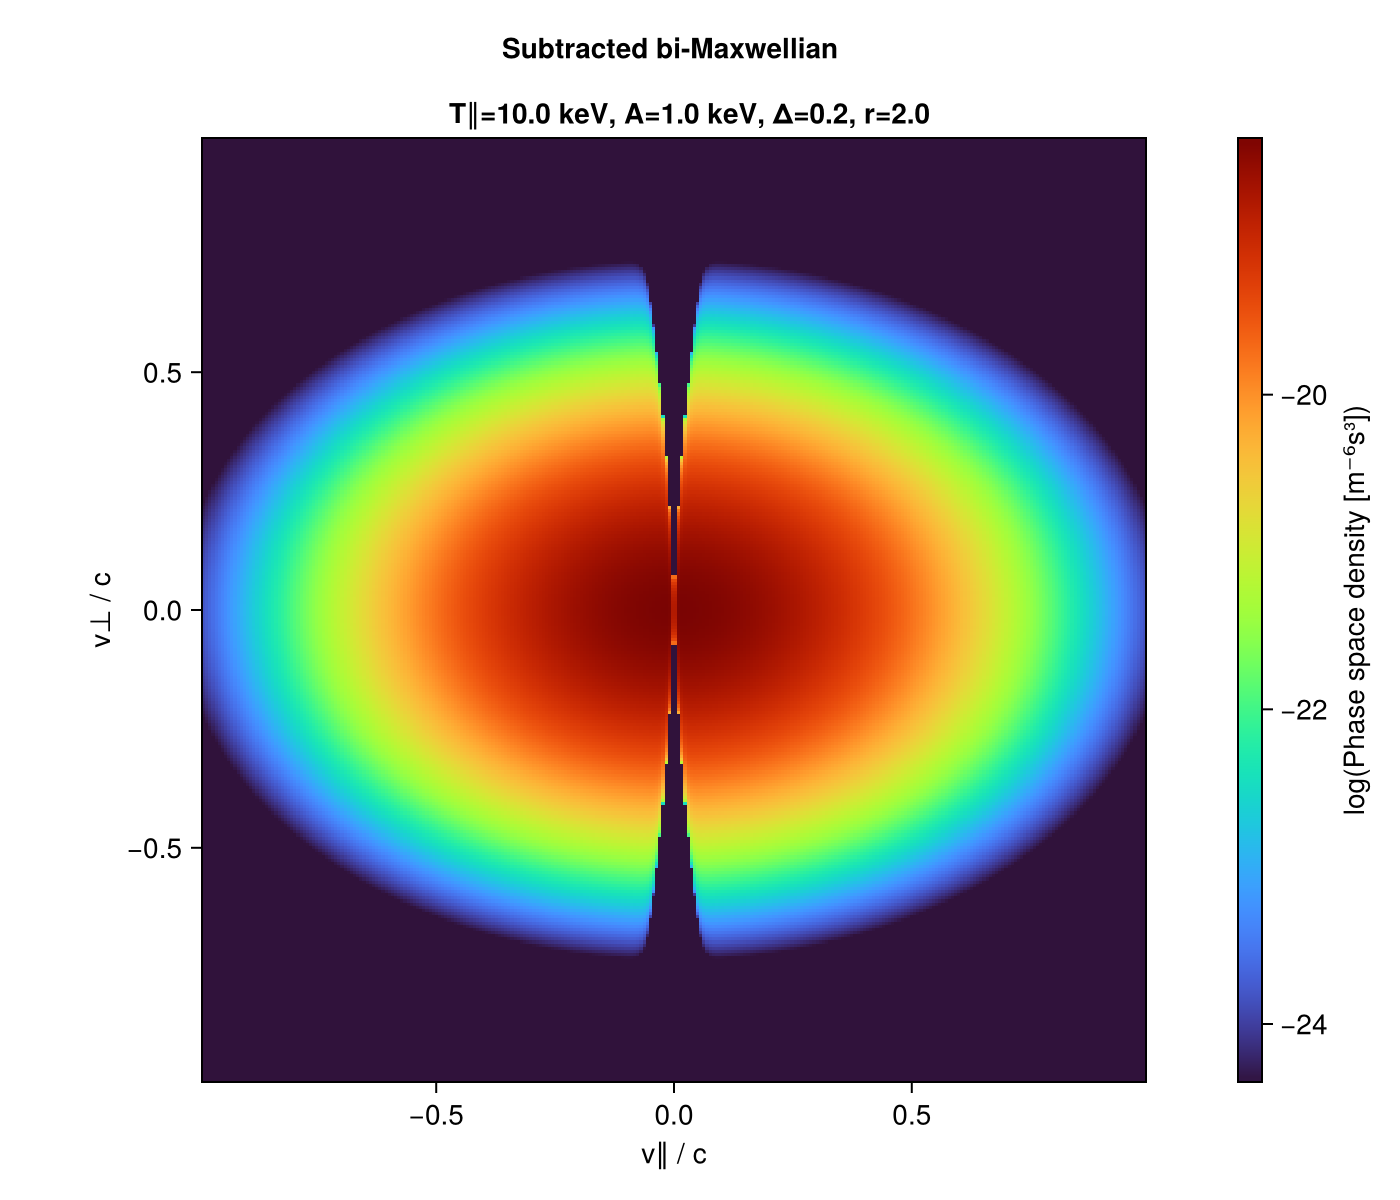 Subtracted bi-Maxwellian
T∥=10.0 keV, A=1.0 keV, Δ=0.2, r=2.0
0.5
0.0
−0.5
v⊥ / c
−0.5
0.0
0.5
v∥ / c
−20
−22
−24
log(Phase space density [m⁻⁶s³])